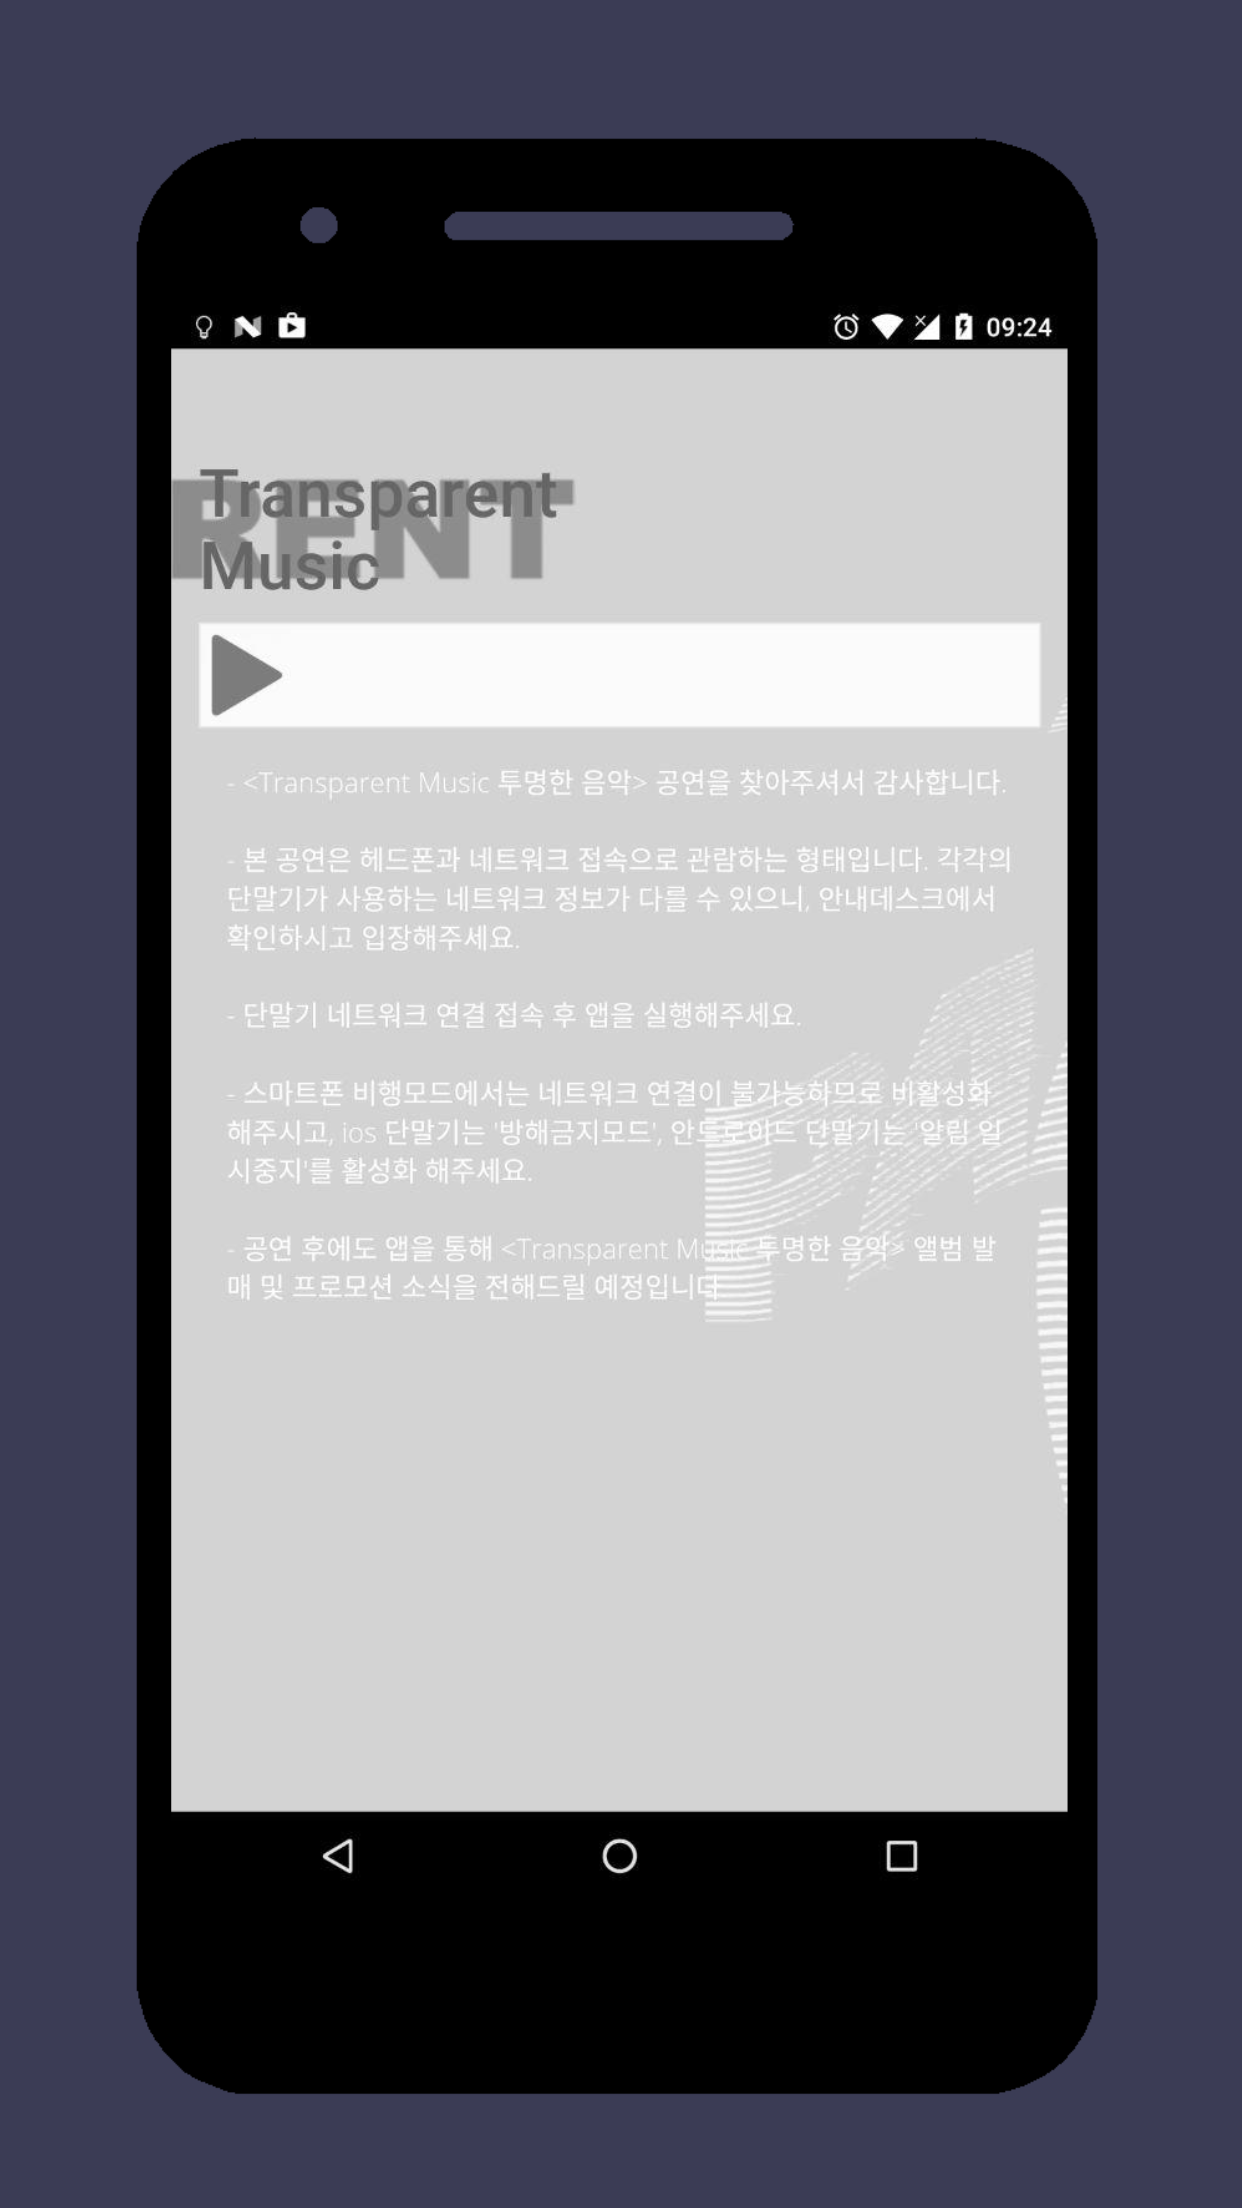 09:24
RENT
Transparent
Music
- <Transparent Music 투명한 음악> 공연을 찾아주셔서 감사합니다.
- 본 공연은 헤드폰과 네트워크 접속으로 관람하는 형태입니다. 각각의
단말기가 사용하는 네트워크 정보가 다를 수 있으니, 안내데스크에서
확인하시고 입장해주세요.
- 단말기 네트워크 연결 접속 후 앱을 실행해주세요.
- 스마트폰 비행모드에서는 네트워크 연결이 불가능하므로 비활성화
해주시고, ios 단말기는 '방해금지모드', 안드로이드 단말기는 '알림 일
시중지'를 활성화 해주세요.
- 공연 후에도 앱을 통해 <Transparent Music 투명한 음악> 앨범 발
매 및 프로모션 소식을 전해드릴 예정입니다
PA